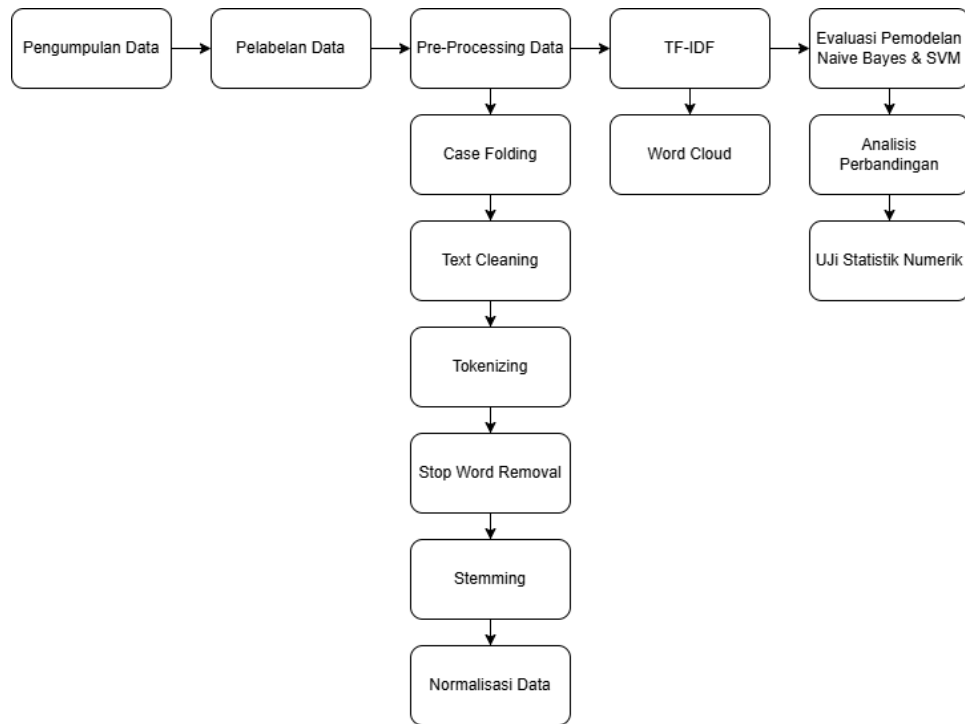 Pengumpulan Data
Pelabelan Data
Pre-Processing Data
TF-IDF
Evaluasi Pemodelan
Naive Bayes & SVM
Case Folding
Word Cloud
Analisis
Perbandingan
Text Cleaning
UJi Statistik Numerik
Tokenizing
Stop Word Removal
Stemming
Normalisasi Data